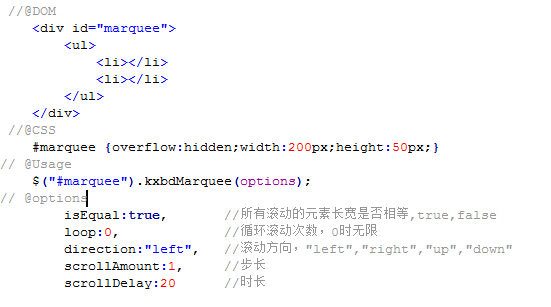 //@DOM
<div id="marquee">
<ul>
<li></li>
<li></li>
</ul>
</div>
//@CSS
#marquee {overflow:hidden;width:200px;height:50px;}
// @Usage
$("#marquee").kxbdMarquee(options);
// @options
isEqual:true, //所有滚动的元素长宽是否相等,true,false
loop:0, //循环滚动次数，0时无限
direction:"left", //滚动方向，"left","right","up","down"
scrollAmount:1, //步长
scrollDelay:20 //时长